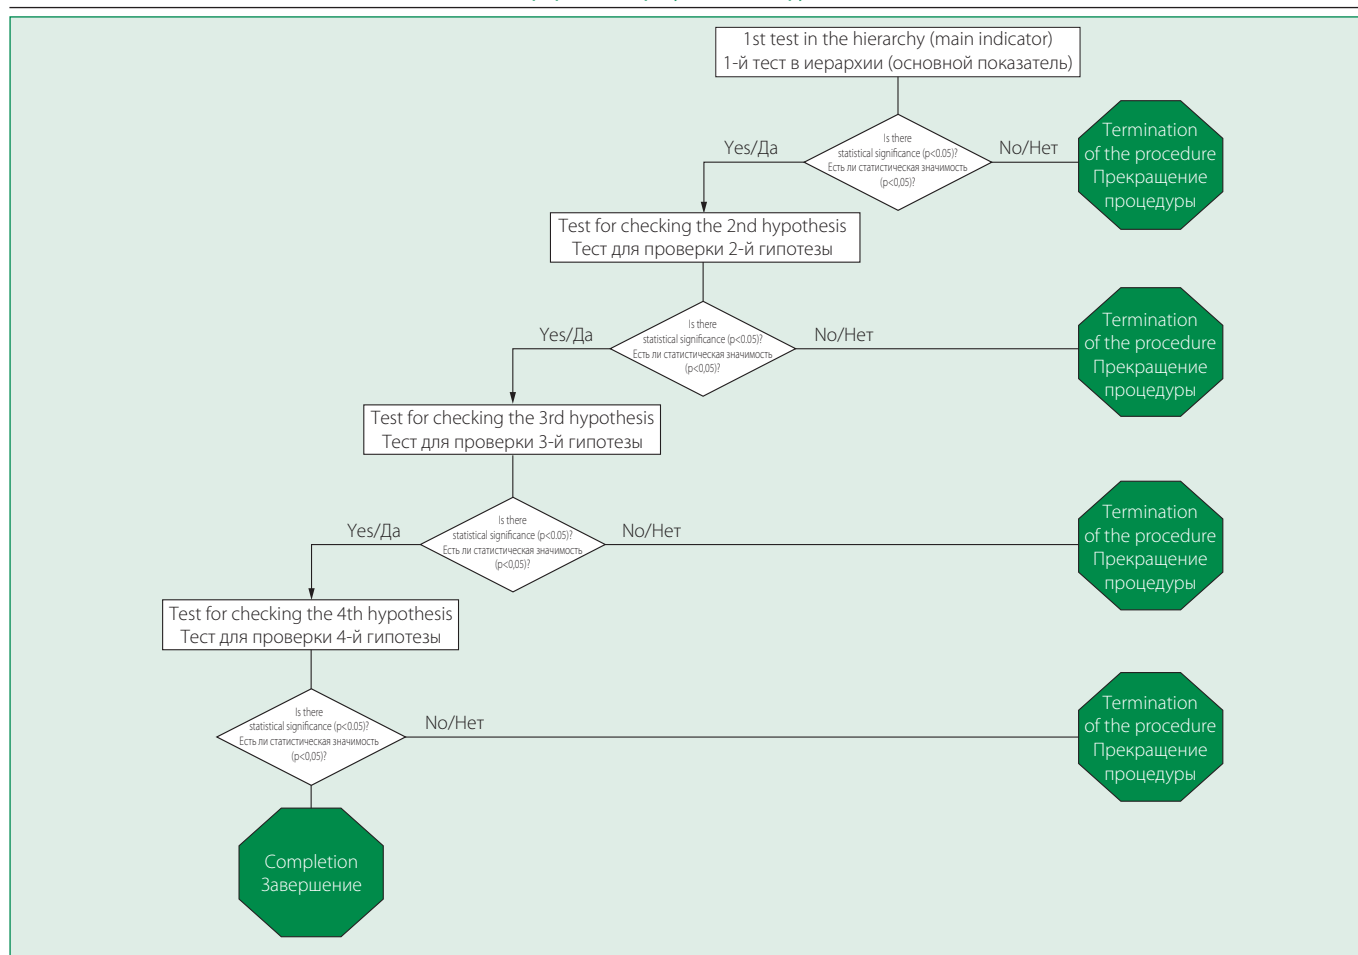 1st test in the hierarchy (main indicator)
1-й тест в иерархии (основной показатель)
Is there
statistical significance (p<0.05)?
Есть ли статистическая значимость
(p<0,05)?
Yes/Да
No/Нет
Termination
of the procedure
Прекращение
процедуры
Test for checking the 2nd hypothesis
Тест для проверки 2-й гипотезы
Is there
statistical significance (p<0.05)?
Есть ли статистическая значимость
(p<0,05)?
Yes/Да
No/Нет
Termination
of the procedure
Прекращение
процедуры
Test for checking the 3rd hypothesis
Тест для проверки 3-й гипотезы
Is there
statistical significance (p<0.05)?
Есть ли статистическая значимость
(p<0,05)?
Yes/Да
No/Нет
Termination
of the procedure
Прекращение
процедуры
Test for checking the 4th hypothesis
Тест для проверки 4-й гипотезы
Is there
statistical significance (p<0.05)?
Есть ли статистическая значимость
(p<0,05)?
No/Нет
Termination
of the procedure
Прекращение
процедуры
Completion
Завершение